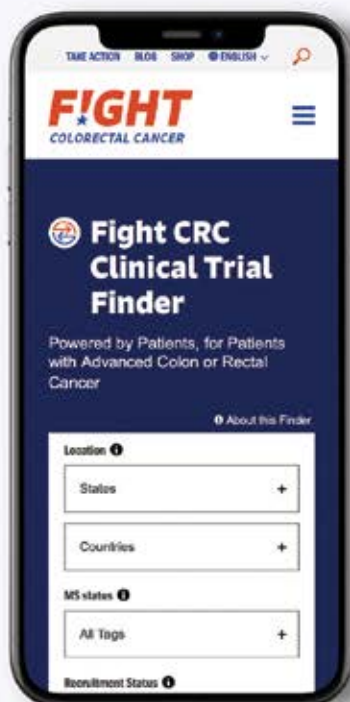 TAKE ACTION BLOG SHOP ENGLISH
F!GHT
COLORECTAL CANCER
Fight CRC
Clinical Trial
Finder
Powered by Patients, for Patients
with Advanced Colon or Rectal
Cancer
About this Finder
Location
States +
Countries +
MS status
All Tags +
Recruitment Status